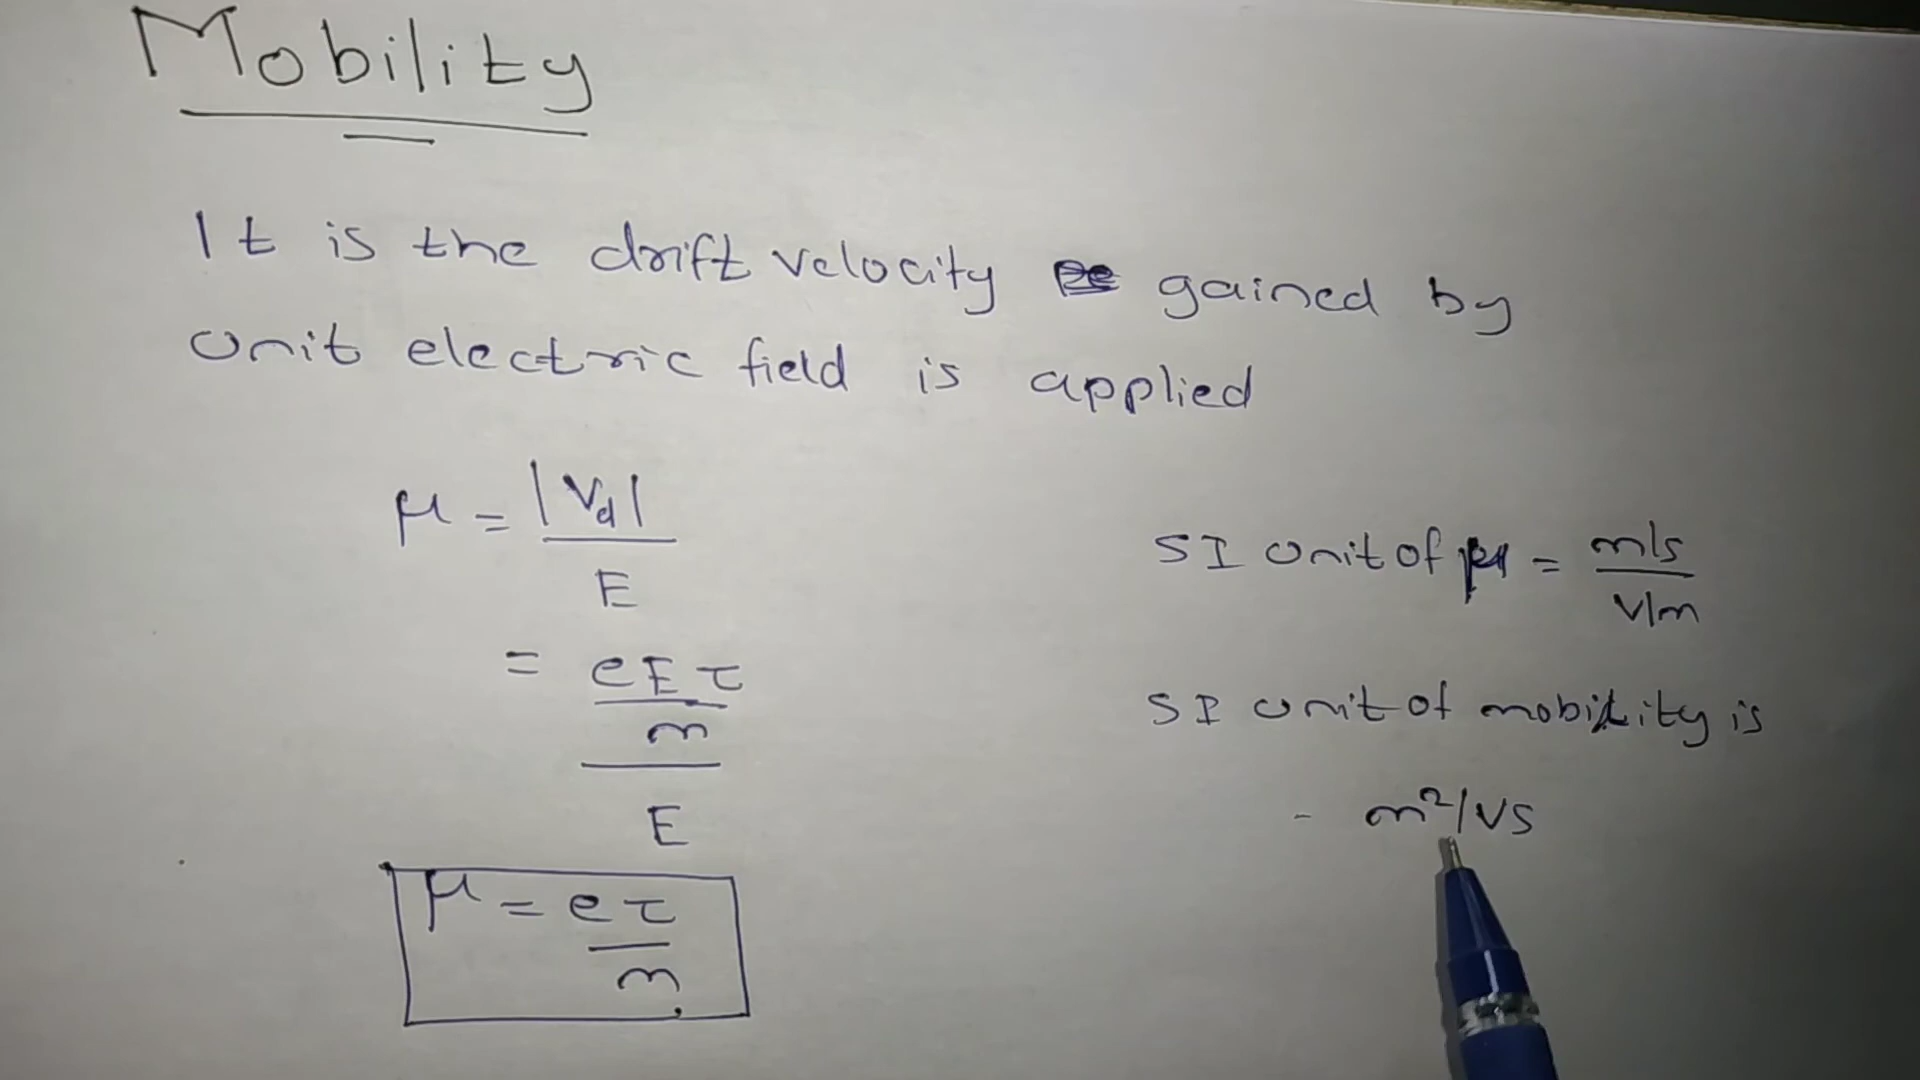 Mobility
It is the drift velocity gained by
unit electric field is applied
μ = |Vd|
E
= eEτ
m
E
μ = eτ
m
SI unit of μ = m/s
V/m
SI unit of mobility is
- m²/VS